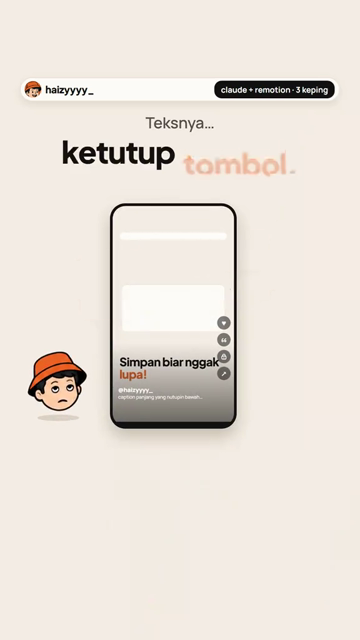 haizyyyy_
claude + remotion · 3 keping
Teksnya...
ketutup tombol.
Simpan biar nggak
lupa!
@haizyyyy_
caption panjang yang nutupin bawah...